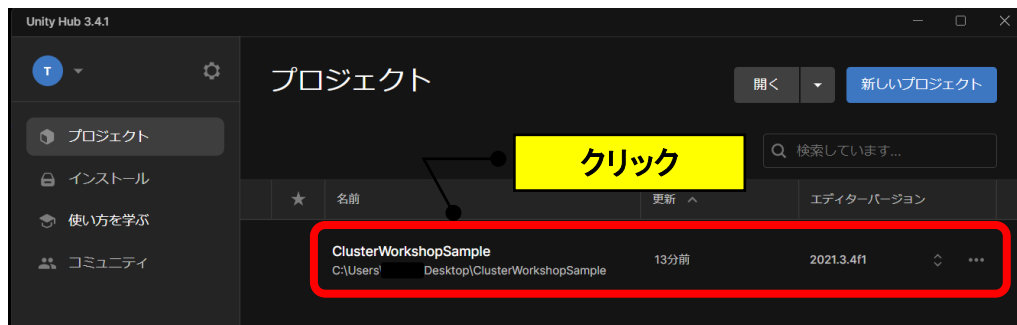 Unity Hub 3.4.1
T
プロジェクト
開く
新しいプロジェクト
プロジェクト
インストール
使い方を学ぶ
コミュニティ
クリック
検索しています...
名前
更新
エディターバージョン
ClusterWorkshopSample
C:\Users\ Desktop\ClusterWorkshopSample
13分前
2021.3.4f1